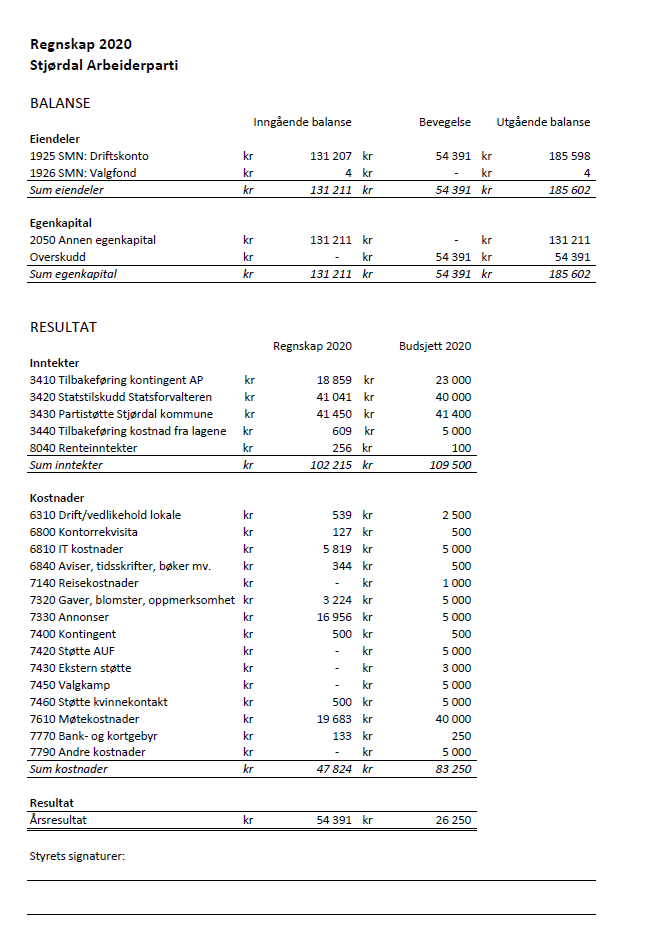 Regnskap 2020
Stjørdal Arbeiderparti
BALANSE
Inngående balanse Bevegelse Utgående balanse
Eiendeler
1925 SMN: Driftskonto kr 131 207 kr 54 391 kr 185 598
1926 SMN: Valgfond kr 4 kr - kr 4
Sum eiendeler kr 131 211 kr 54 391 kr 185 602
Egenkapital
2050 Annen egenkapital kr 131 211 kr - kr 131 211
Overskudd kr - kr 54 391 kr 54 391
Sum egenkapital kr 131 211 kr 54 391 kr 185 602
RESULTAT
Regnskap 2020 Budsjett 2020
Inntekter
3410 Tilbakeføring kontingent AP kr 18 859 kr 23 000
3420 Statstilskudd Statsforvalteren kr 41 041 kr 40 000
3430 Partistøtte Stjørdal kommune kr 41 450 kr 41 400
3440 Tilbakeføring kostnad fra lagene kr 609 kr 5 000
8040 Renteinntekter kr 256 kr 100
Sum inntekter kr 102 215 kr 109 500
Kostnader
6310 Drift/vedlikehold lokale kr 539 kr 2 500
6800 Kontorrekvisita kr 127 kr 500
6810 IT kostnader kr 5 819 kr 5 000
6840 Aviser, tidsskrifter, bøker mv. kr 344 kr 500
7140 Reisekostnader kr - kr 1 000
7320 Gaver, blomster, oppmerksomhet kr 3 224 kr 5 000
7330 Annonser kr 16 956 kr 5 000
7400 Kontingent kr 500 kr 500
7420 Støtte AUF kr - kr 5 000
7430 Ekstern støtte kr - kr 3 000
7450 Valgkamp kr - kr 5 000
7460 Støtte kvinnekontakt kr 500 kr 5 000
7610 Møtekostnader kr 19 683 kr 40 000
7770 Bank- og kortgebyr kr 133 kr 250
7790 Andre kostnader kr - kr 5 000
Sum kostnader kr 47 824 kr 83 250
Resultat
Årsresultat kr 54 391 kr 26 250
Styrets signaturer: